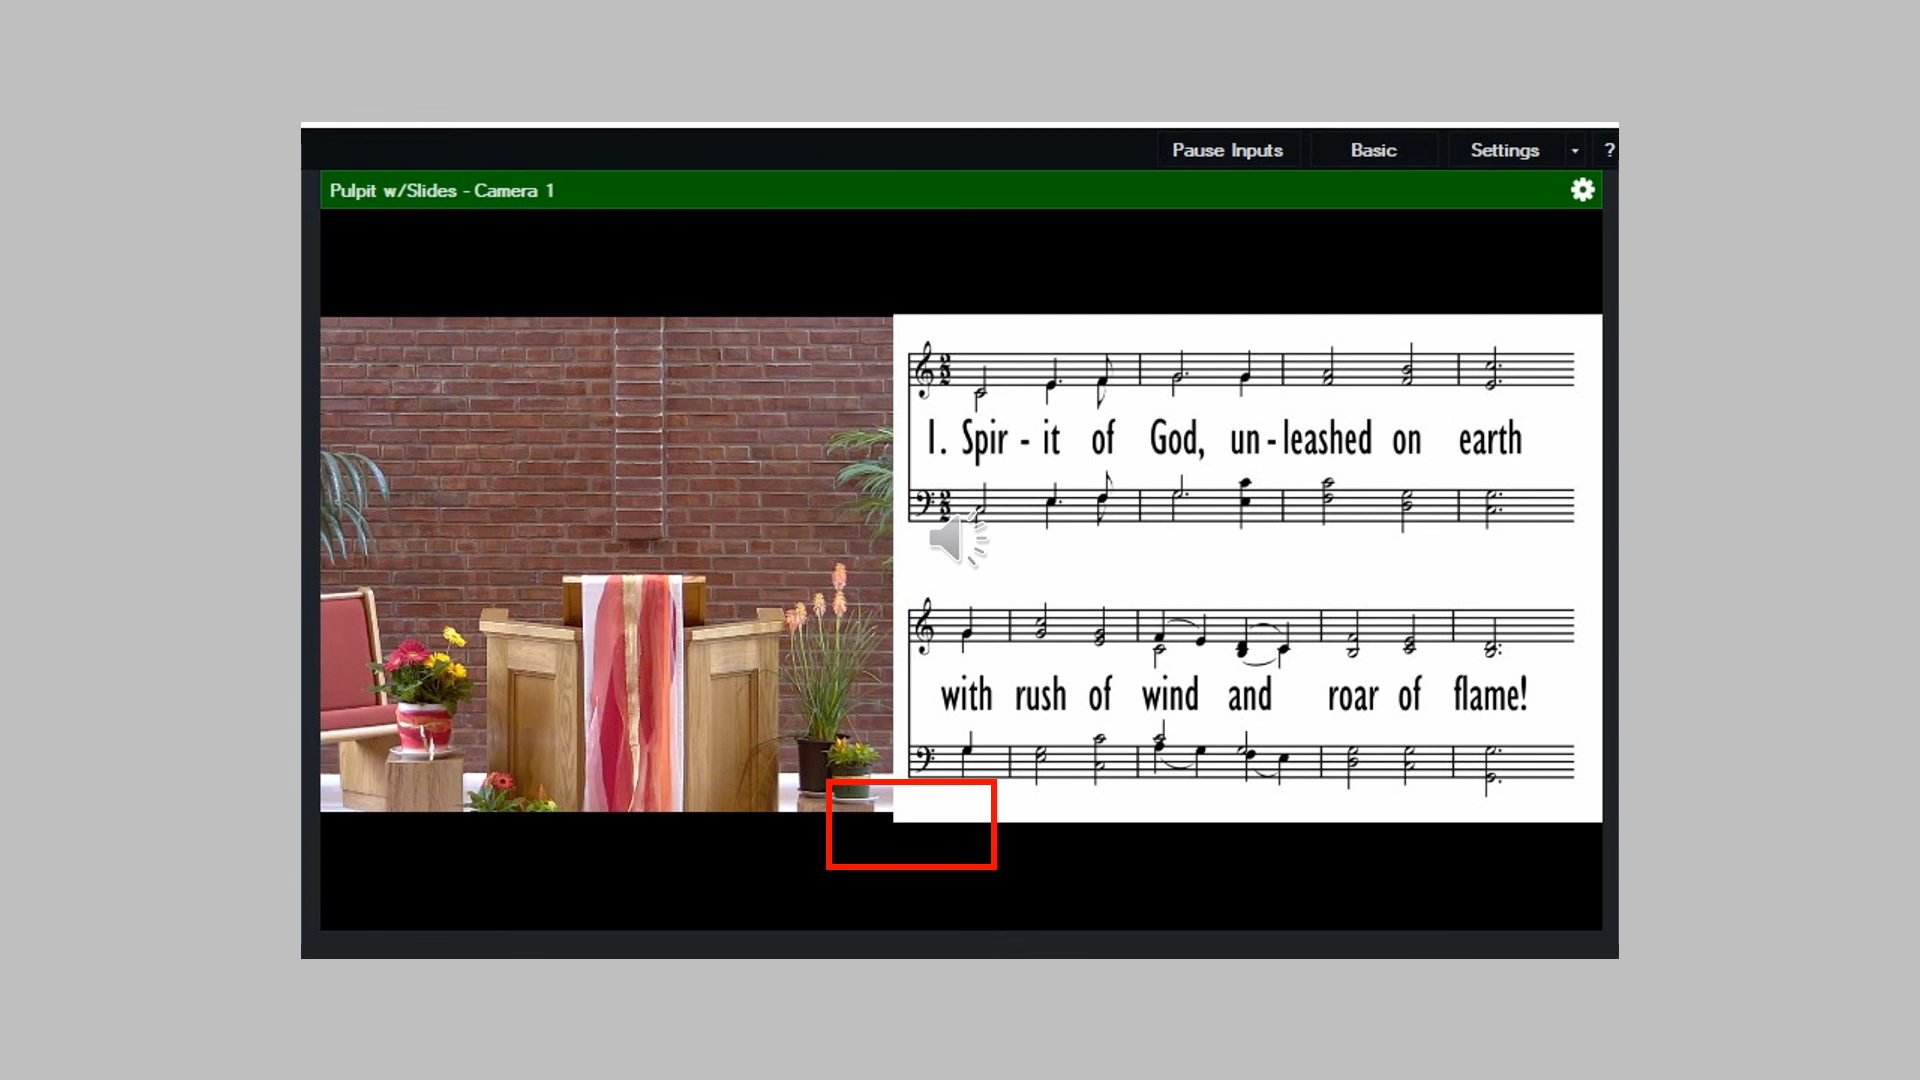 Pause Inputs Basic Settings ?
Pulpit w/Slides - Camera 1
1. Spir - it of God, un - leashed on earth
with rush of wind and roar of flame!